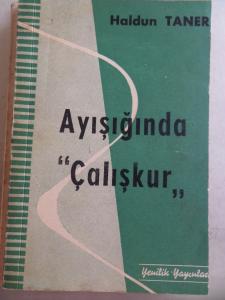 Haldun TANER
Ayışığında
"Çalışkur„
Yenilik Yayınları